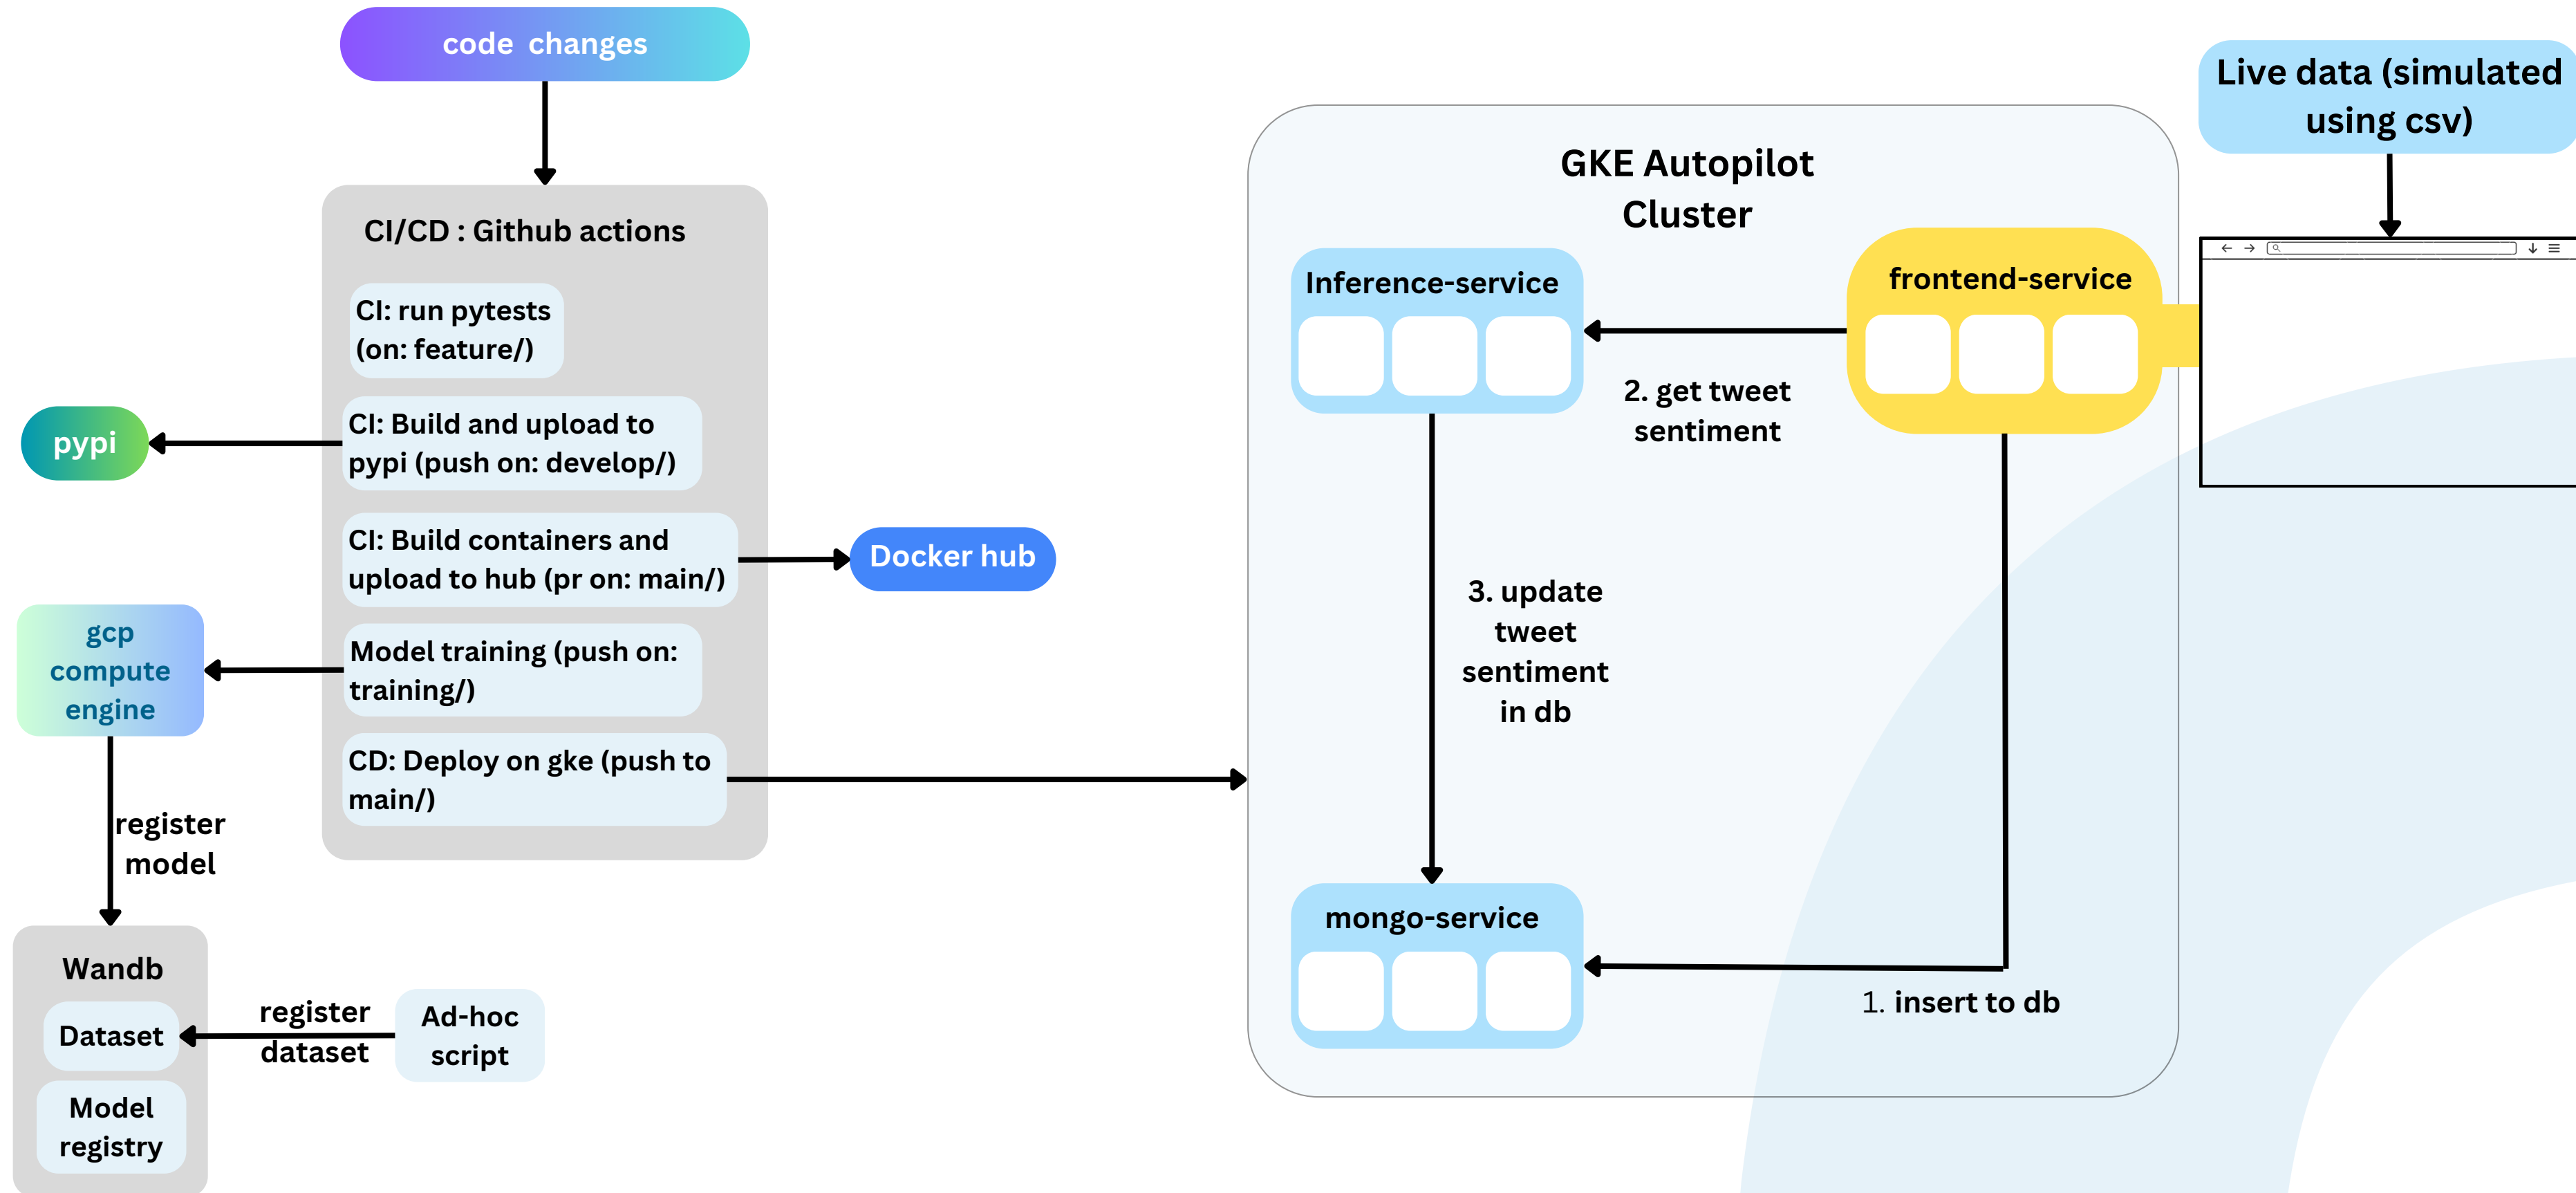 code changes
CI/CD : Github actions
CI: run pytests
(on: feature/)
CI: Build and upload to
pypi (push on: develop/)
pypi
CI: Build containers and
upload to hub (pr on: main/)
Docker hub
Model training (push on:
training/)
gcp
compute
engine
CD: Deploy on gke (push to
main/)
register
model
Wandb
Dataset
register
dataset
Ad-hoc
script
Model
registry
GKE Autopilot
Cluster
Inference-service
frontend-service
2. get tweet
sentiment
3. update
tweet
sentiment
in db
mongo-service
1. insert to db
Live data (simulated
using csv)